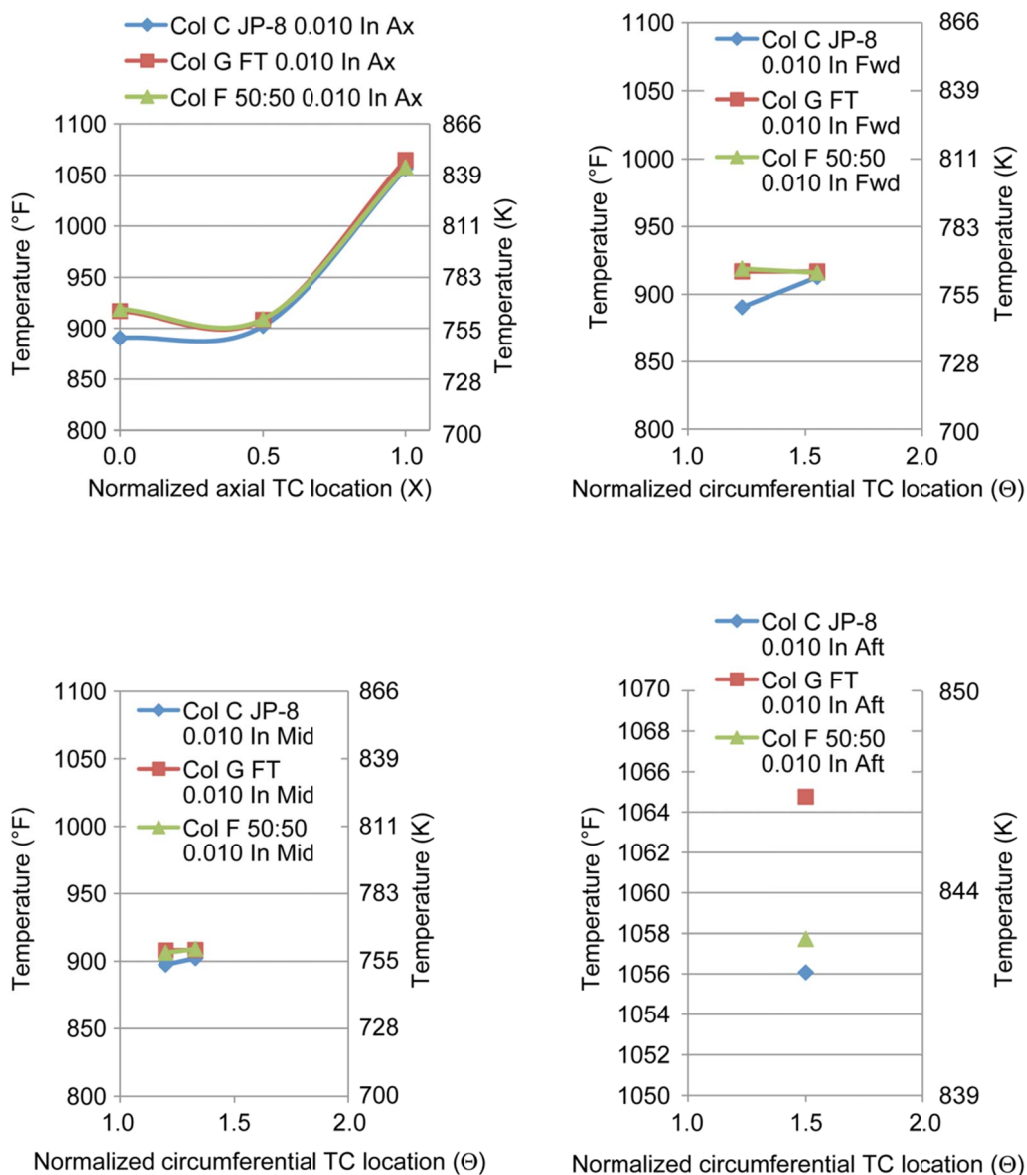 Col C JP-8 0.010 In Ax
Col G FT 0.010 In Ax
Col F 50:50 0.010 In Ax
Temperature (°F)
1100
1050
1000
950
900
850
800
866
839
811
783
755
728
700
Temperature (K)
0.0 0.5 1.0
Normalized axial TC location (X)
Col C JP-8
0.010 In Fwd
Col G FT
0.010 In Fwd
Col F 50:50
0.010 In Fwd
Temperature (°F)
1100
1050
1000
950
900
850
800
866
839
811
783
755
728
700
Temperature (K)
1.0 1.5 2.0
Normalized circumferential TC location (Θ)
Col C JP-8
0.010 In Mid
Col G FT
0.010 In Mid
Col F 50:50
0.010 In Mid
Temperature (°F)
1100
1050
1000
950
900
850
800
866
839
811
783
755
728
700
Temperature (K)
1.0 1.5 2.0
Normalized circumferential TC location (Θ)
Col C JP-8
0.010 In Aft
Col G FT
0.010 In Aft
Col F 50:50
0.010 In Aft
Temperature (°F)
1070
1068
1066
1064
1062
1060
1058
1056
1054
1052
1050
850
844
839
Temperature (K)
1.0 1.5 2.0
Normalized circumferential TC location (Θ)